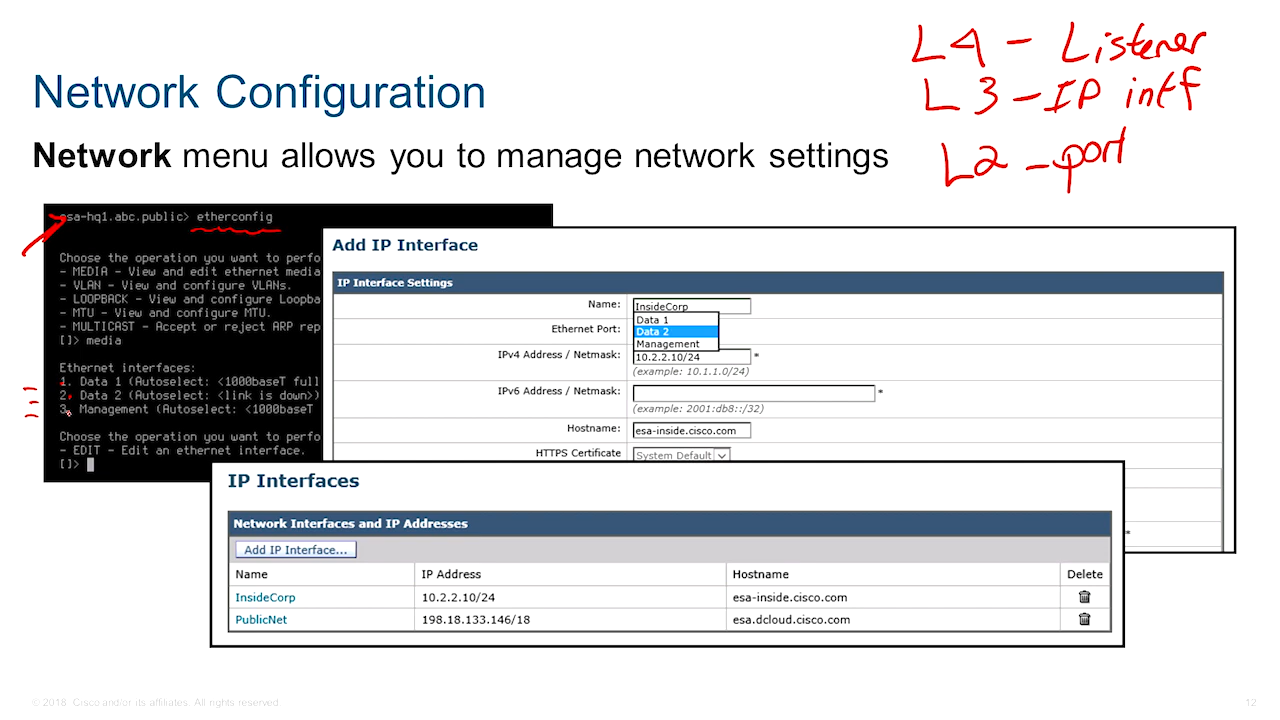 L4 - Listener
Network Configuration
L3 - IP intf
Network menu allows you to manage network settings
L2 - port
esa-hq1.abc.public> etherconfig
Choose the operation you want to perfo
- MEDIA - View and edit ethernet media
- VLAN - View and configure VLANs.
- LOOPBACK - View and configure Loopba
- MTU - View and configure MTU.
- MULTICAST - Accept or reject ARP rep
[]> media
Ethernet interfaces:
1. Data 1 (Autoselect: <1000baseT full
2. Data 2 (Autoselect: <link is down>)
3. Management (Autoselect: <1000baseT
Choose the operation you want to perfo
- EDIT - Edit an ethernet interface.
[]>
Add IP Interface
IP Interface Settings
Name: InsideCorp
Data 1
Ethernet Port: Data 2
Management
IPv4 Address / Netmask: 10.2.2.10/24 *
(example: 10.1.1.0/24)
IPv6 Address / Netmask: *
(example: 2001:db8::/32)
Hostname: esa-inside.cisco.com
HTTPS Certificate System Default
*
IP Interfaces
Network Interfaces and IP Addresses
Add IP Interface...
Name IP Address Hostname Delete
InsideCorp 10.2.2.10/24 esa-inside.cisco.com
PublicNet 198.18.133.146/18 esa.dcloud.cisco.com
© 2018 Cisco and/or its affiliates. All rights reserved 12